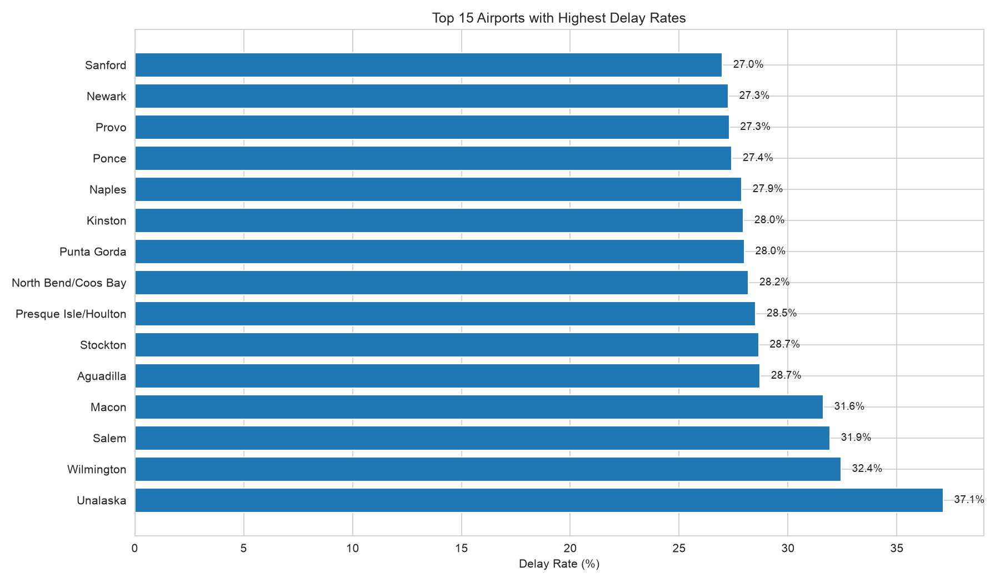 Top 15 Airports with Highest Delay Rates
Sanford 27.0%
Newark 27.3%
Provo 27.3%
Ponce 27.4%
Naples 27.9%
Kinston 28.0%
Punta Gorda 28.0%
North Bend/Coos Bay 28.2%
Presque Isle/Houlton 28.5%
Stockton 28.7%
Aguadilla 28.7%
Macon 31.6%
Salem 31.9%
Wilmington 32.4%
Unalaska 37.1%
0 5 10 15 20 25 30 35
Delay Rate (%)